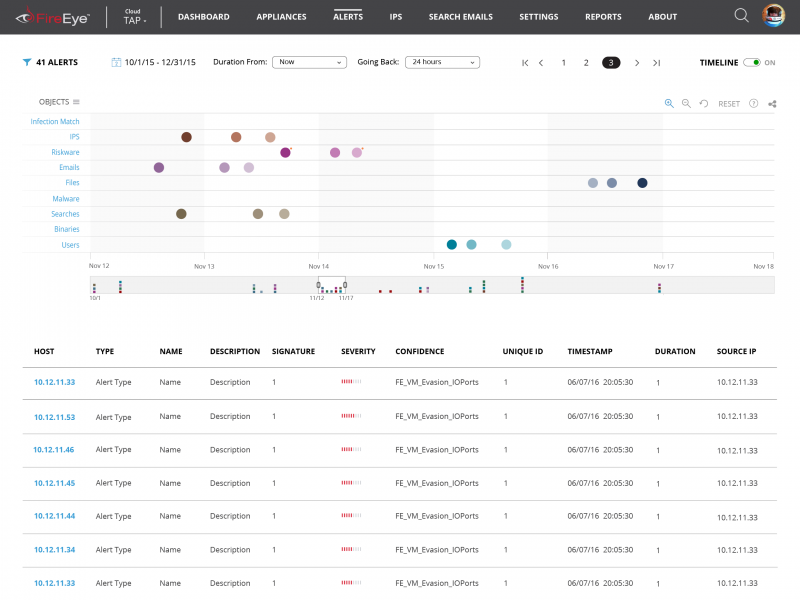 FireEye™ Cloud TAP DASHBOARD APPLIANCES ALERTS IPS SEARCH EMAILS SETTINGS REPORTS ABOUT
41 ALERTS 10/1/15 - 12/31/15 Duration From: Now Going Back: 24 hours 1 2 3 TIMELINE ON
OBJECTS RESET ?
Infection Match
IPS
Riskware
Emails
Files
Malware
Searches
Binaries
Users
Nov 12 Nov 13 Nov 14 Nov 15 Nov 16 Nov 17 Nov 18
10/1 11/12 11/17
HOST TYPE NAME DESCRIPTION SIGNATURE SEVERITY CONFIDENCE UNIQUE ID TIMESTAMP DURATION SOURCE IP
10.12.11.33 Alert Type Name Description 1 FE_VM_Evasion_IOPorts 1 06/07/16 20:05:30 1 10.12.11.33
10.12.11.53 Alert Type Name Description 1 FE_VM_Evasion_IOPorts 1 06/07/16 20:05:30 1 10.12.11.33
10.12.11.46 Alert Type Name Description 1 FE_VM_Evasion_IOPorts 1 06/07/16 20:05:30 1 10.12.11.33
10.12.11.45 Alert Type Name Description 1 FE_VM_Evasion_IOPorts 1 06/07/16 20:05:30 1 10.12.11.33
10.12.11.44 Alert Type Name Description 1 FE_VM_Evasion_IOPorts 1 06/07/16 20:05:30 1 10.12.11.33
10.12.11.34 Alert Type Name Description 1 FE_VM_Evasion_IOPorts 1 06/07/16 20:05:30 1 10.12.11.33
10.12.11.33 Alert Type Name Description 1 FE_VM_Evasion_IOPorts 1 06/07/16 20:05:30 1 10.12.11.33